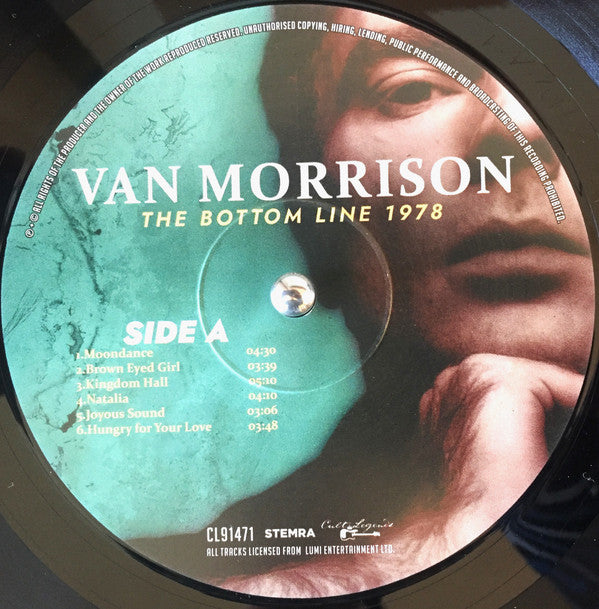 ℗ • © ALL RIGHTS OF THE PRODUCER AND THE OWNER OF THE WORK REPRODUCED RESERVED. UNAUTHORISED COPYING, HIRING, LENDING, PUBLIC PERFORMANCE AND BROADCASTING OF THIS RECORDING PROHIBITED.
VAN MORRISON
THE BOTTOM LINE 1978
SIDE A
1.Moondance 04:30
2.Brown Eyed Girl 03:39
3.Kingdom Hall 05:10
4.Natalia 04:10
5.Joyous Sound 03:06
6.Hungry for Your Love 03:48
CL91471 STEMRA Cult Legends
ALL TRACKS LICENSED FROM LUMI ENTERTAINMENT LTD.